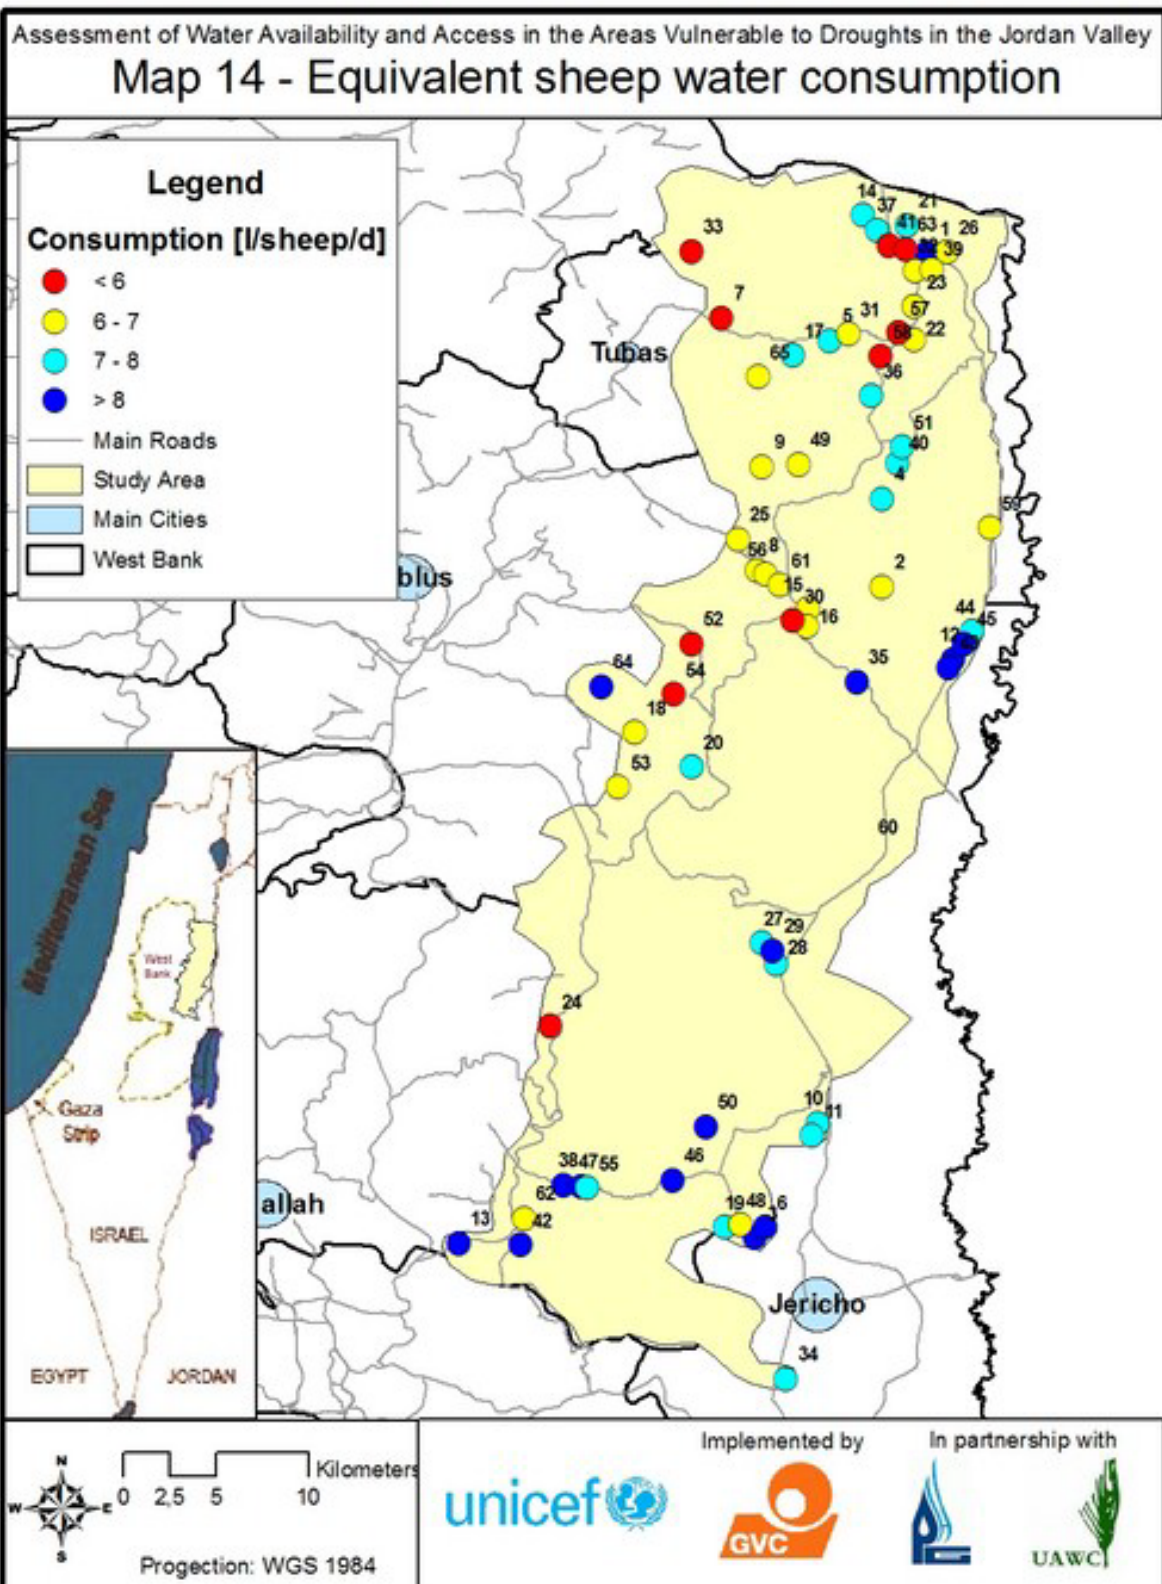 Assessment of Water Availability and Access in the Areas Vulnerable to Droughts in the Jordan Valley
Map 14 - Equivalent sheep water consumption
Legend
Consumption [l/sheep/d]
< 6
6 - 7
7 - 8
> 8
Main Roads
Study Area
Main Cities
West Bank
14
37
21
41
63
1
26
39
23
33
7
57
31
5
17
58
22
Tubas
65
36
51
40
4
9
49
59
25
56
8
61
15
2
30
16
blus
44
45
12
52
64
54
35
18
20
53
60
27
29
28
24
10
11
50
46
38
47
55
62
42
13
19
48
6
allah
Jericho
34
Mediterranean Sea
West
Bank
Gaza
Strip
ISRAEL
EGYPT
JORDAN
N
W
E
S
Kilometers
0 2,5 5 10
Progection: WGS 1984
unicef
Implemented by
GVC
In partnership with
UAWC